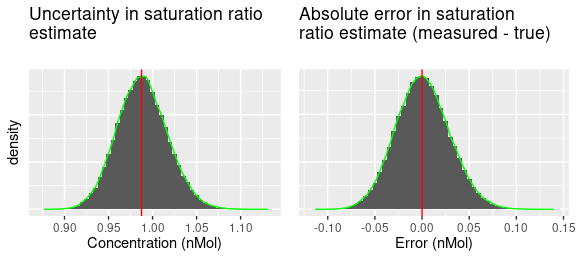 Uncertainty in saturation ratio
estimate
Absolute error in saturation
ratio estimate (measured - true)
density
0.90 0.95 1.00 1.05 1.10
Concentration (nMol)
-0.10 -0.05 0.00 0.05 0.10 0.15
Error (nMol)